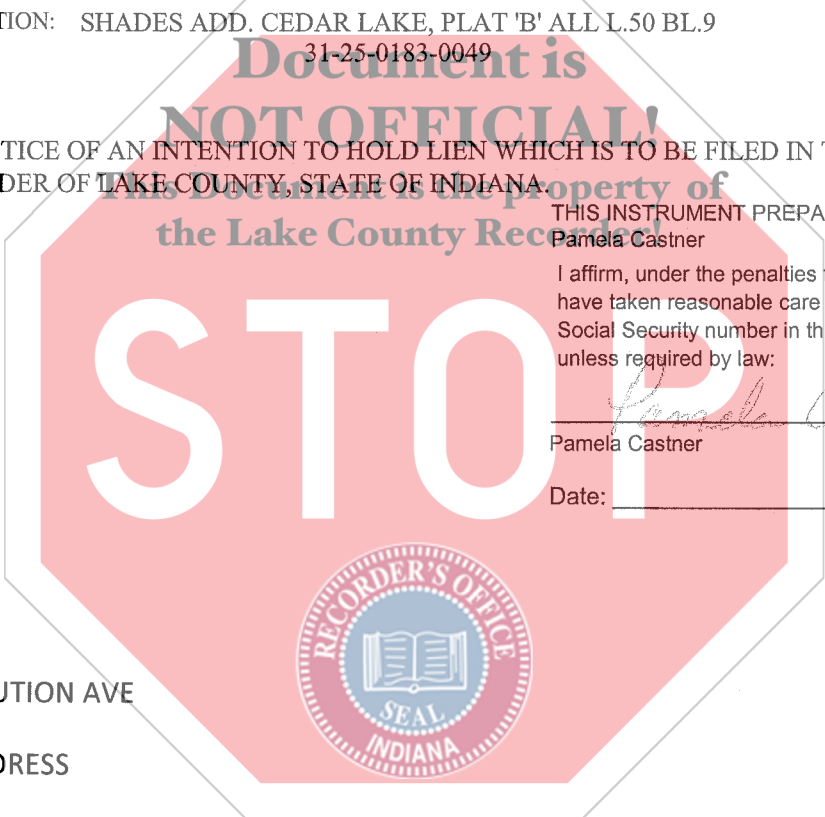 TION: SHADES ADD. CEDAR LAKE, PLAT 'B' ALL L.50 BL.9
31-25-0183-0049
Document is
NOT OFFICIAL!
TICE OF AN INTENTION TO HOLD LIEN WHICH IS TO BE FILED IN
DER OF LAKE COUNTY, STATE OF INDIANA.
This Document is the property of
the Lake County Recorder!
THIS INSTRUMENT PREPA
Pamela Castner
I affirm, under the penalties
have taken reasonable care
Social Security number in th
unless required by law:
Pamela C
Pamela Castner
Date:
STOP
RECORDER'S OFFICE
SEAL
INDIANA
UTION AVE
DRESS